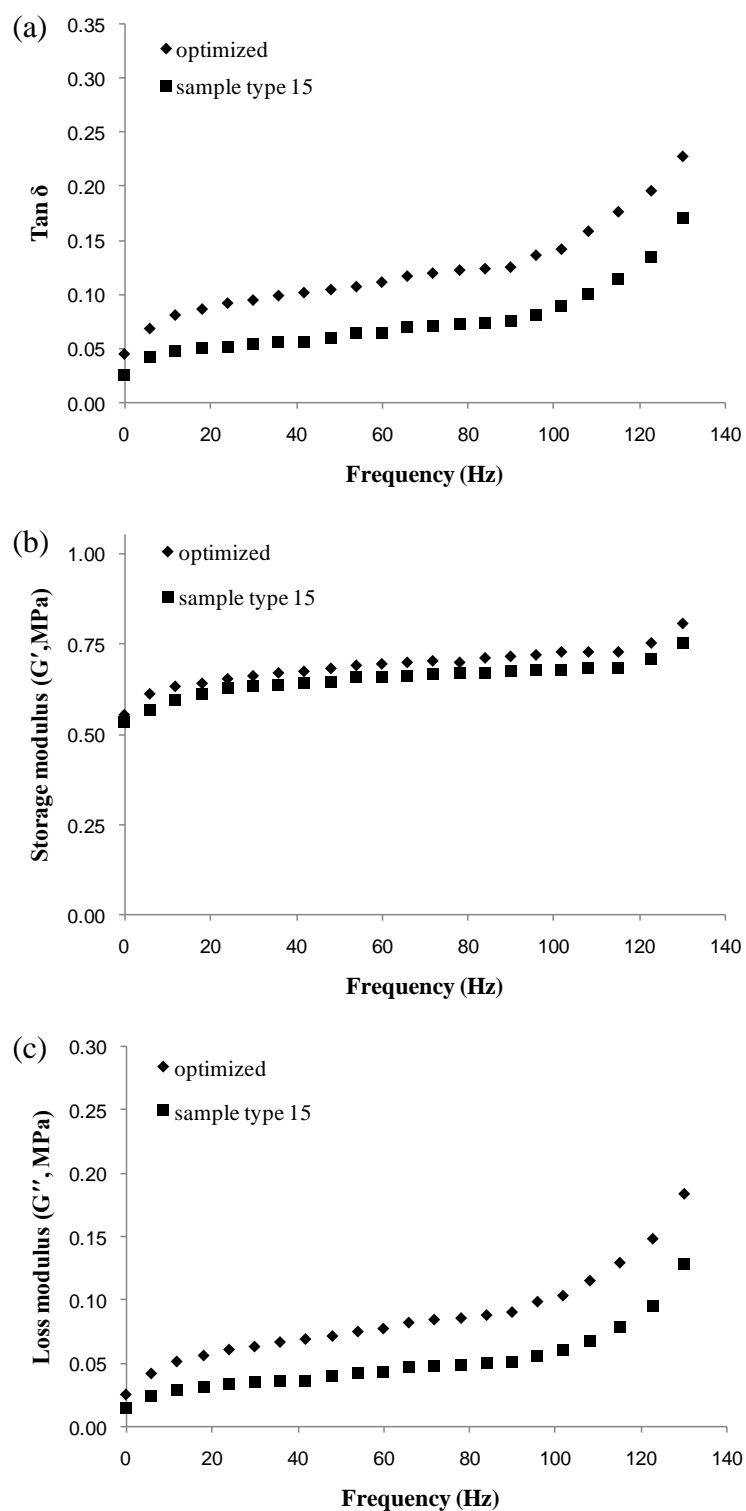 (a)
0.35
0.30
0.25
0.20
0.15
0.10
0.05
0.00
Tan δ
optimized
sample type 15
0 20 40 60 80 100 120 140
Frequency (Hz)
(b)
1.00
0.75
0.50
0.25
0.00
Storage modulus (G′,MPa)
optimized
sample type 15
0 20 40 60 80 100 120 140
Frequency (Hz)
(c)
0.30
0.25
0.20
0.15
0.10
0.05
0.00
Loss modulus (G′′, MPa)
optimized
sample type 15
0 20 40 60 80 100 120 140
Frequency (Hz)